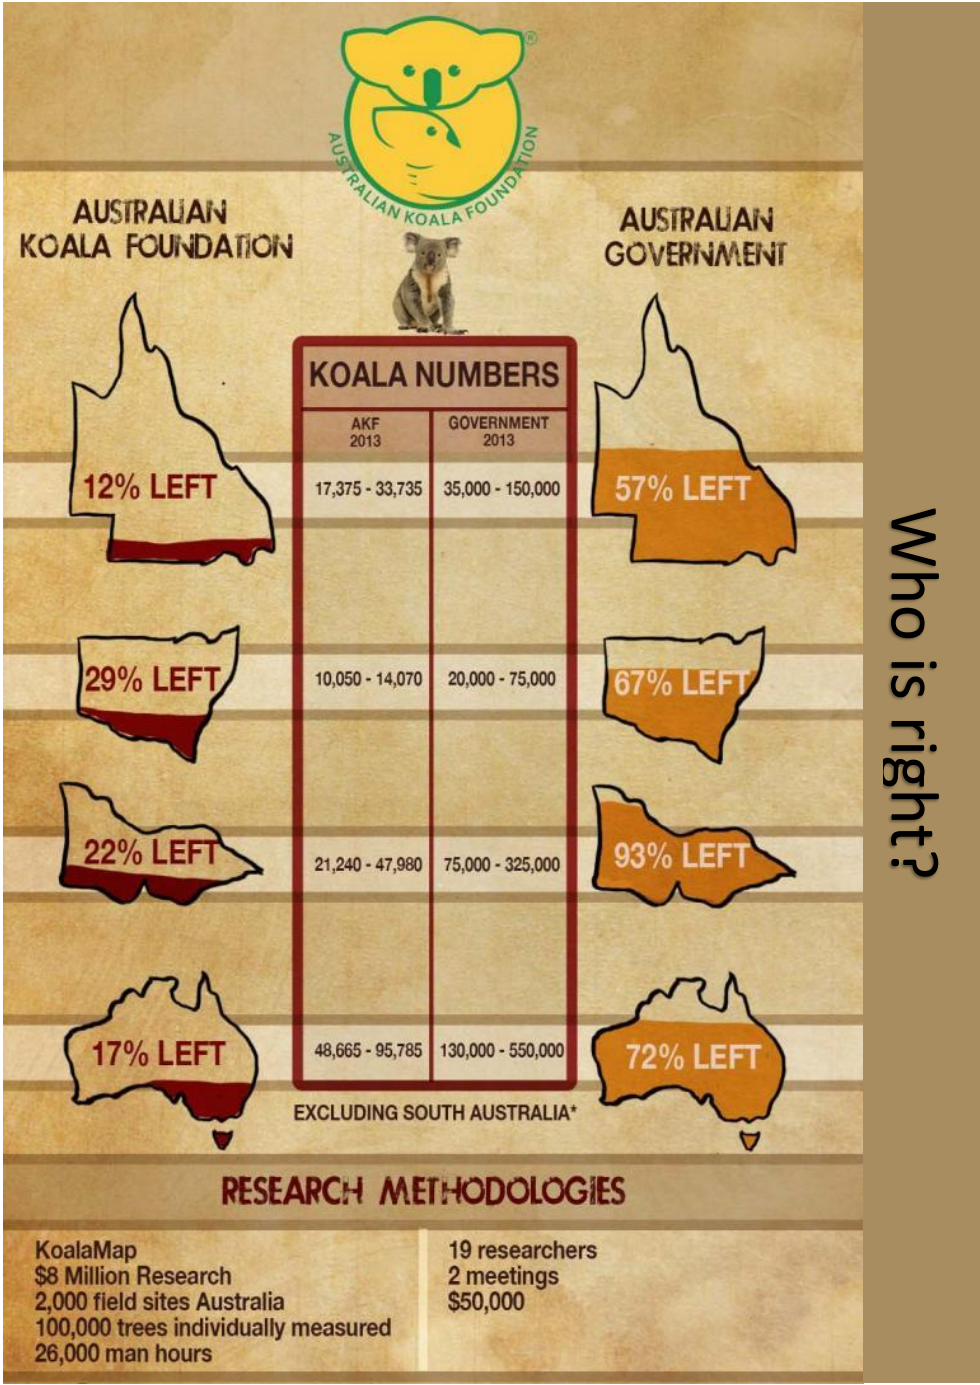 ®
AUSTRALIAN KOALA FOUNDATION
AUSTRALIAN
KOALA FOUNDATION
AUSTRALIAN
GOVERNMENT
KOALA NUMBERS
AKF
2013
GOVERNMENT
2013
12% LEFT
17,375 - 33,735
35,000 - 150,000
57% LEFT
29% LEFT
10,050 - 14,070
20,000 - 75,000
67% LEFT
22% LEFT
21,240 - 47,980
75,000 - 325,000
93% LEFT
17% LEFT
48,665 - 95,785
130,000 - 550,000
72% LEFT
EXCLUDING SOUTH AUSTRALIA*
RESEARCH METHODOLOGIES
KoalaMap
$8 Million Research
2,000 field sites Australia
100,000 trees individually measured
26,000 man hours
19 researchers
2 meetings
$50,000
Who is right?